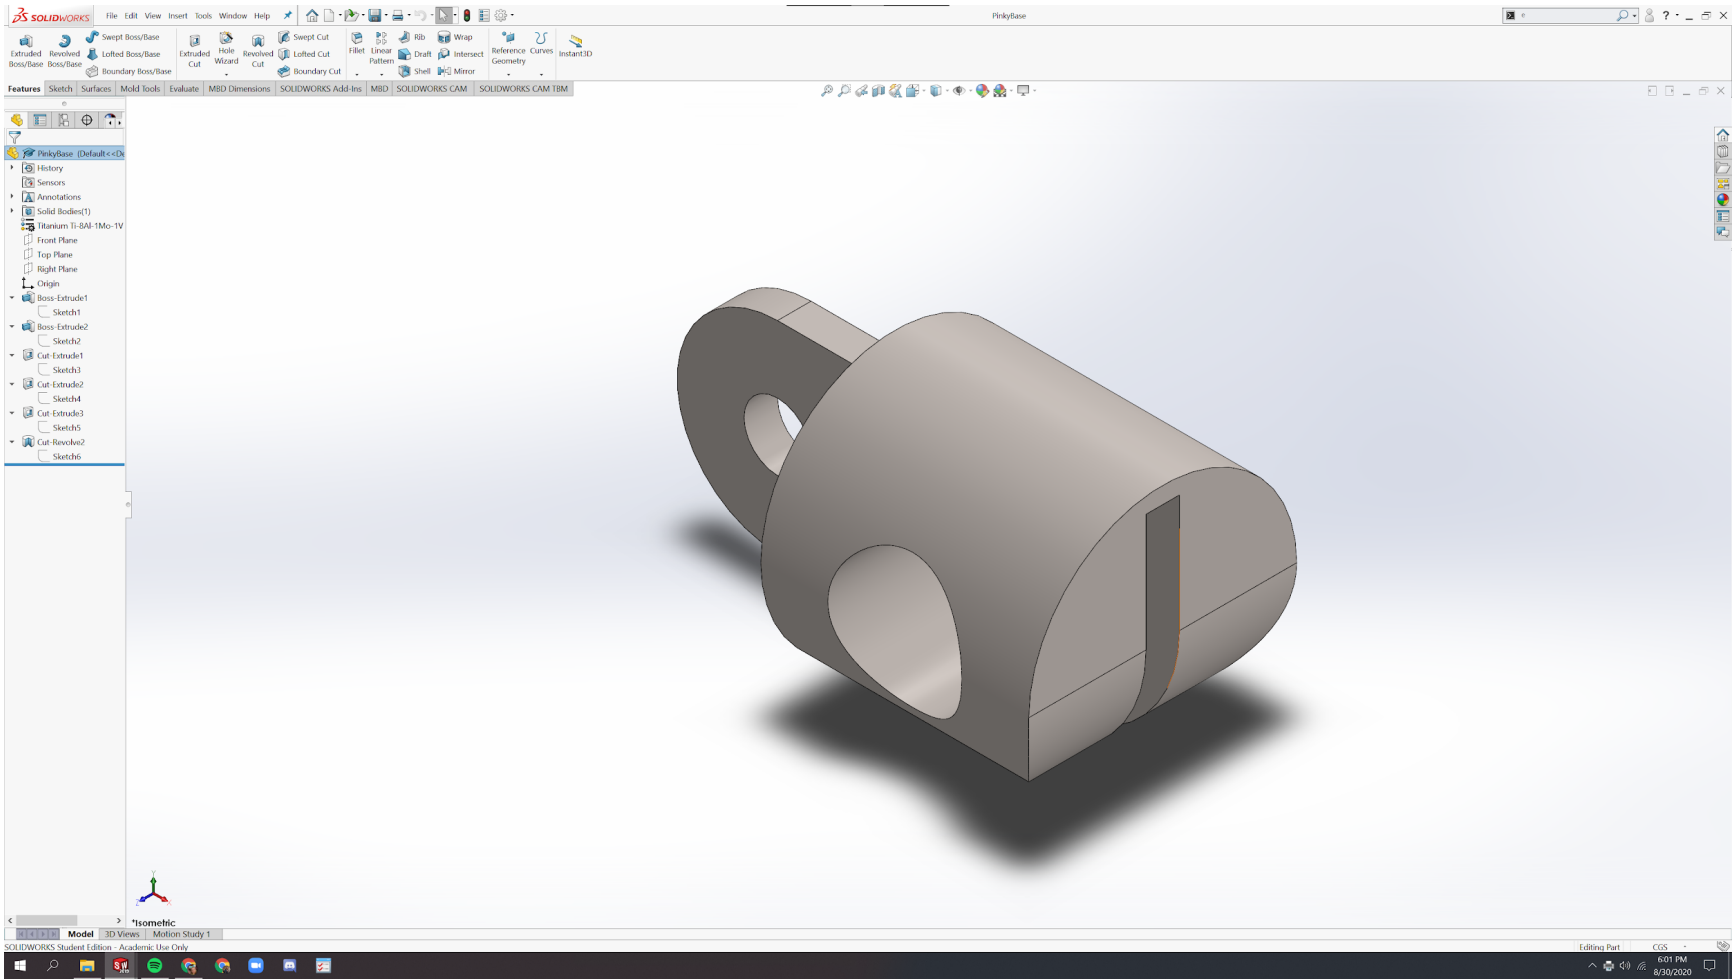 SOLIDWORKS File Edit View Insert Tools Window Help PinkyBase
Extruded Boss/Base
Revolved Boss/Base
Swept Boss/Base
Lofted Boss/Base
Boundary Boss/Base
Extruded Cut
Hole Wizard
Revolved Cut
Swept Cut
Lofted Cut
Boundary Cut
Fillet
Linear Pattern
Rib
Draft
Shell
Wrap
Intersect
Mirror
Reference Geometry
Curves
Instant3D
Features Sketch Surfaces Mold Tools Evaluate MBD Dimensions SOLIDWORKS Add-Ins MBD SOLIDWORKS CAM SOLIDWORKS CAM TBM
PinkyBase (Default<<De
History
Sensors
Annotations
Solid Bodies(1)
Titanium Ti-8Al-1Mo-1V
Front Plane
Top Plane
Right Plane
Origin
Boss-Extrude1
Sketch1
Boss-Extrude2
Sketch2
Cut-Extrude1
Sketch3
Cut-Extrude2
Sketch4
Cut-Extrude3
Sketch5
Cut-Revolve2
Sketch6
*Isometric
Model 3D Views Motion Study 1
SOLIDWORKS Student Edition - Academic Use Only Editing Part CGS
6:01 PM
8/30/2020